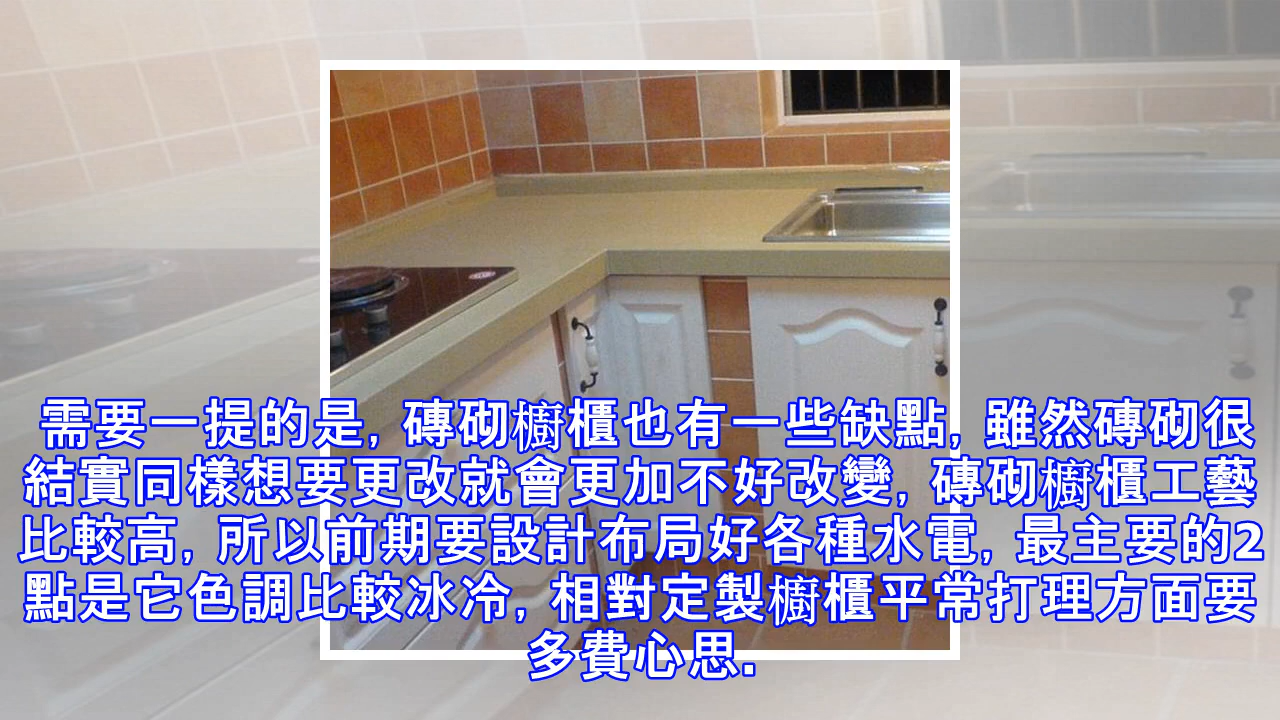 需要一提的是, 磚砌櫥櫃也有一些缺點, 雖然磚砌很
結實同樣想要更改就會更加不好改變, 磚砌櫥櫃工藝
比較高, 所以前期要設計布局好各種水電, 最主要的2
點是它色調比較冰冷, 相對定製櫥櫃平常打理方面要
多費心思.